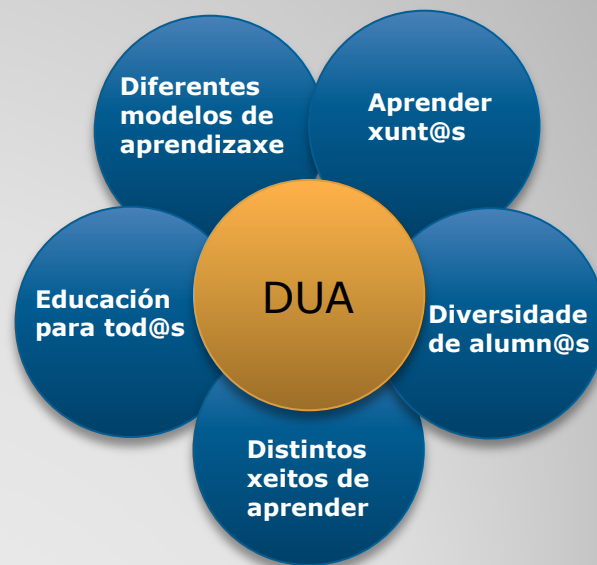 Diferentes
modelos de
aprendizaxe
Aprender
xunt@s
Educación
para tod@s
DUA
Diversidade
de alumn@s
Distintos
xeitos de
aprender